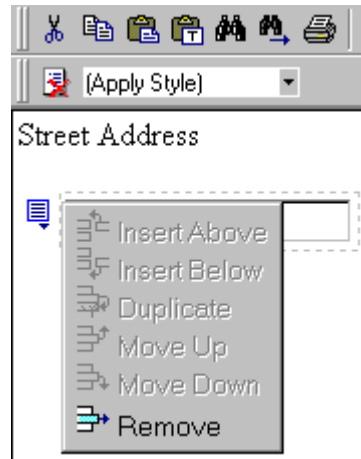 (Apply Style)
Street Address
Insert Above
Insert Below
Duplicate
Move Up
Move Down
Remove